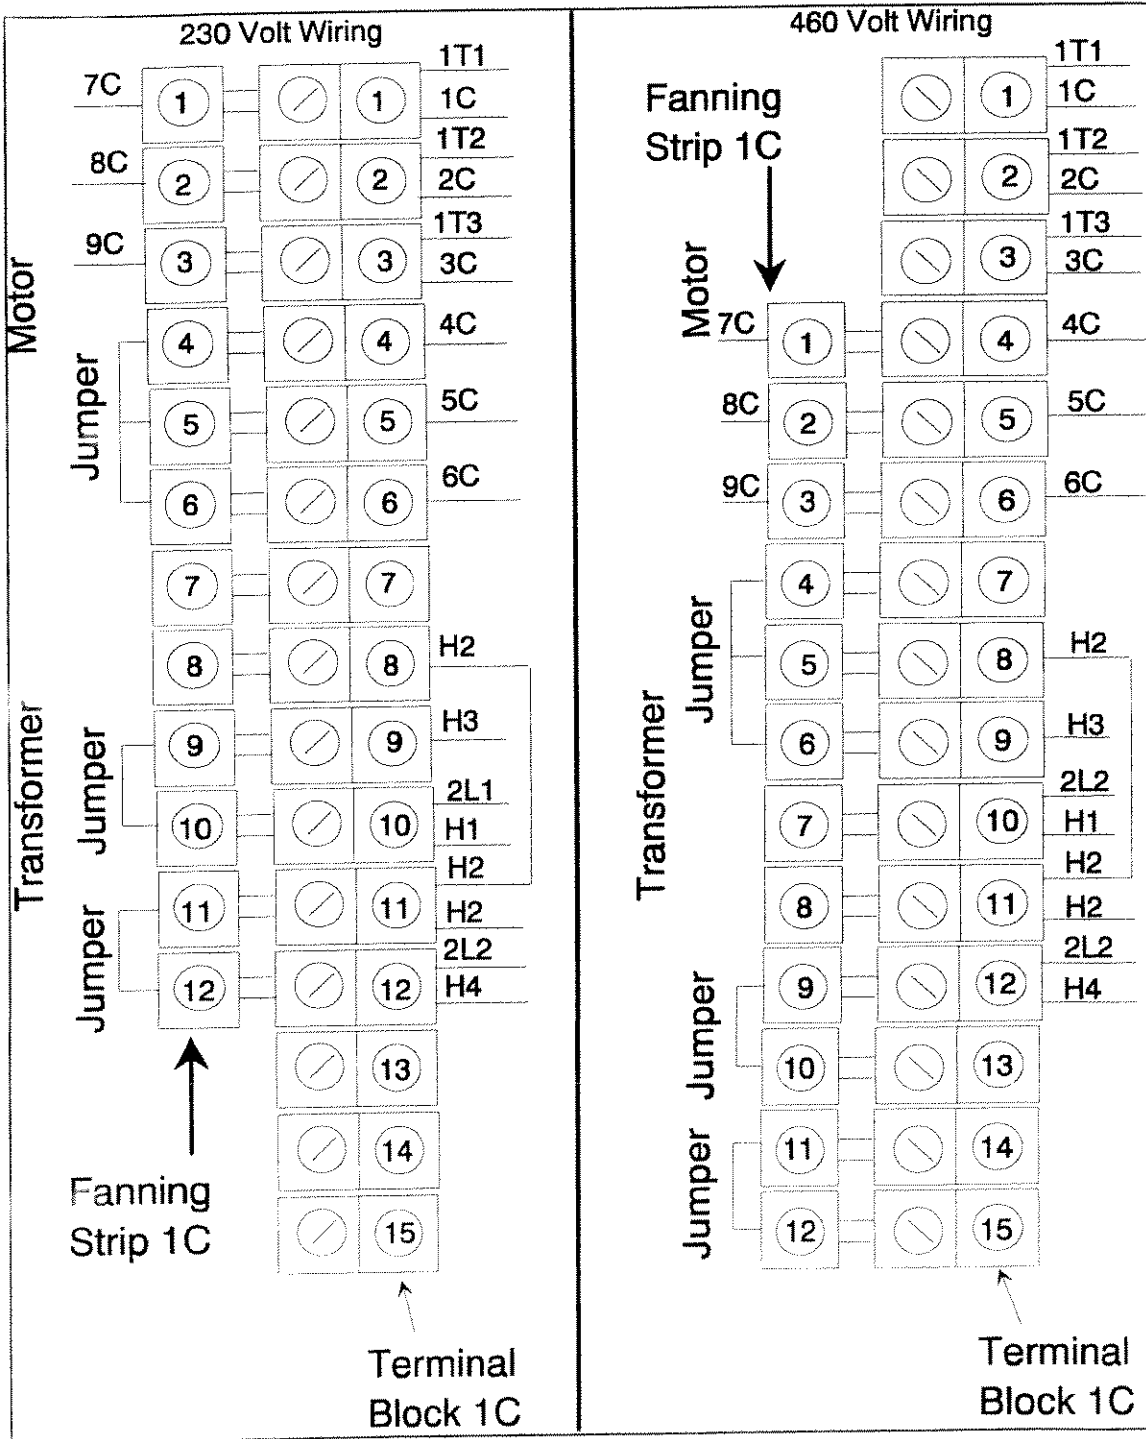 230 Volt Wiring
7C 1 1 1T1
1C
8C 2 2 1T2
2C
9C 3 3 1T3
3C
Motor
4 4 4C
Jumper
5 5 5C
6 6 6C
7 7
8 8 H2
Transformer
9 9 H3
Jumper
10 10 2L1
H1
H2
11 11 H2
Jumper
12 12 2L2
H4
13
14
15
Fanning
Strip 1C
Terminal
Block 1C
460 Volt Wiring
Fanning
Strip 1C
1 1T1
1C
2 1T2
2C
3 1T3
3C
Motor
7C 1 4 4C
8C 2 5 5C
9C 3 6 6C
4 7
Jumper
5 8 H2
6 9 H3
Transformer
7 10 2L2
H1
H2
8 11 H2
9 12 2L2
H4
Jumper
10 13
11 14
Jumper
12 15
Terminal
Block 1C